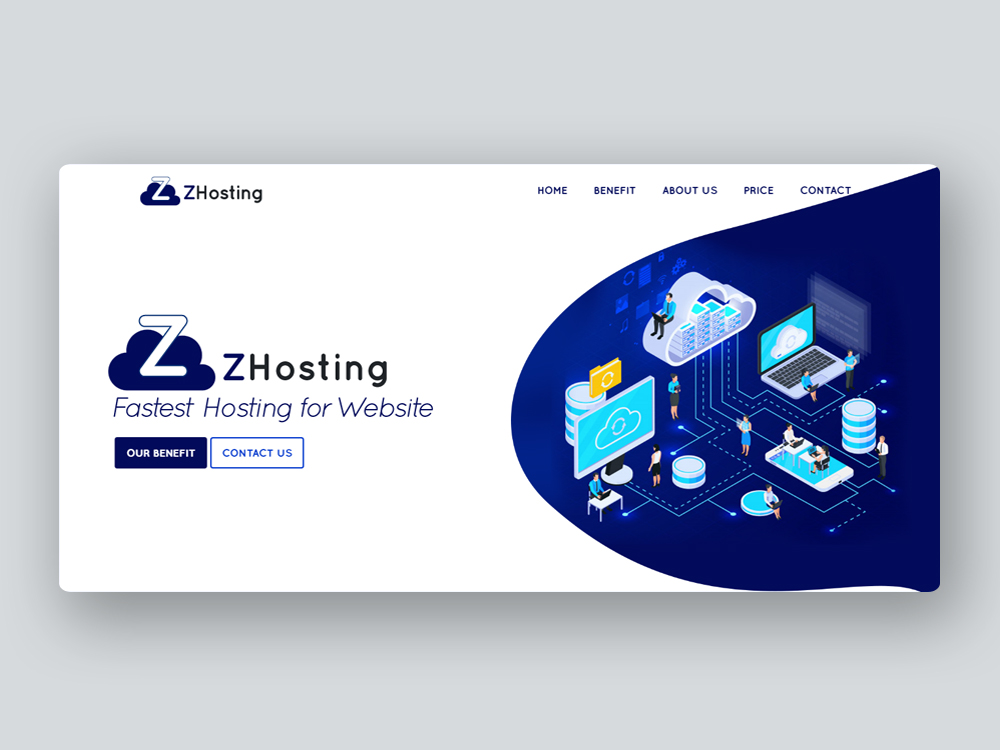 Z ZHosting
HOME BENEFIT ABOUT US PRICE CONTACT
Z ZHosting
Fastest Hosting for Website
OUR BENEFIT CONTACT US